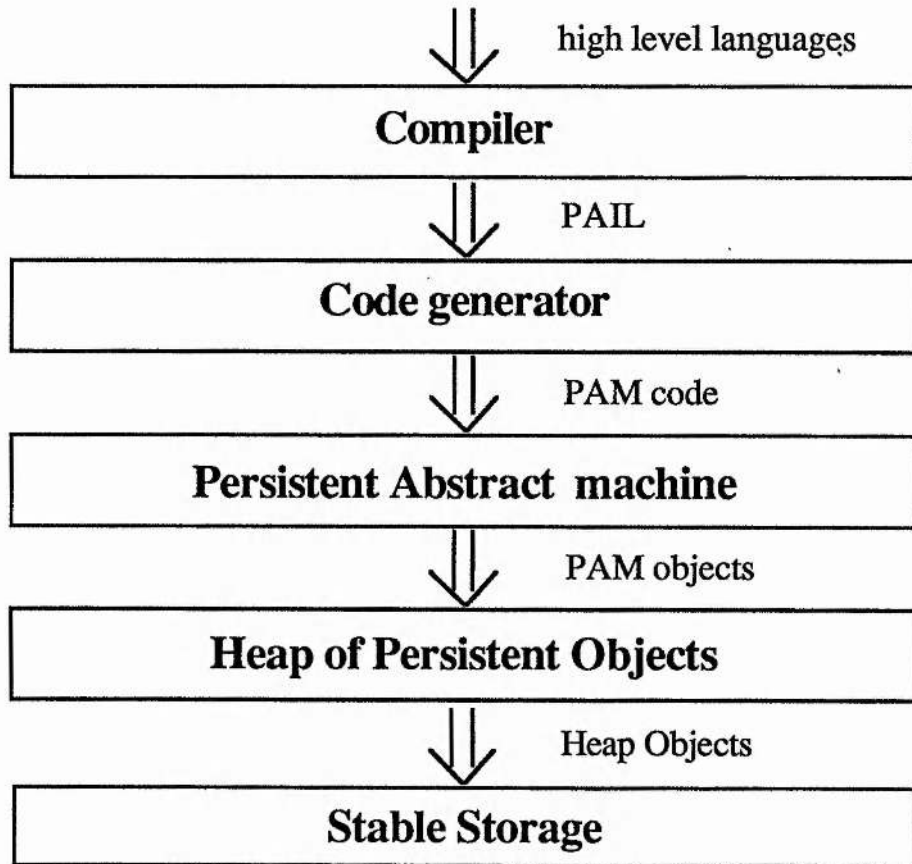 high level languages
Compiler
PAIL
Code generator
PAM code
Persistent Abstract machine
PAM objects
Heap of Persistent Objects
Heap Objects
Stable Storage